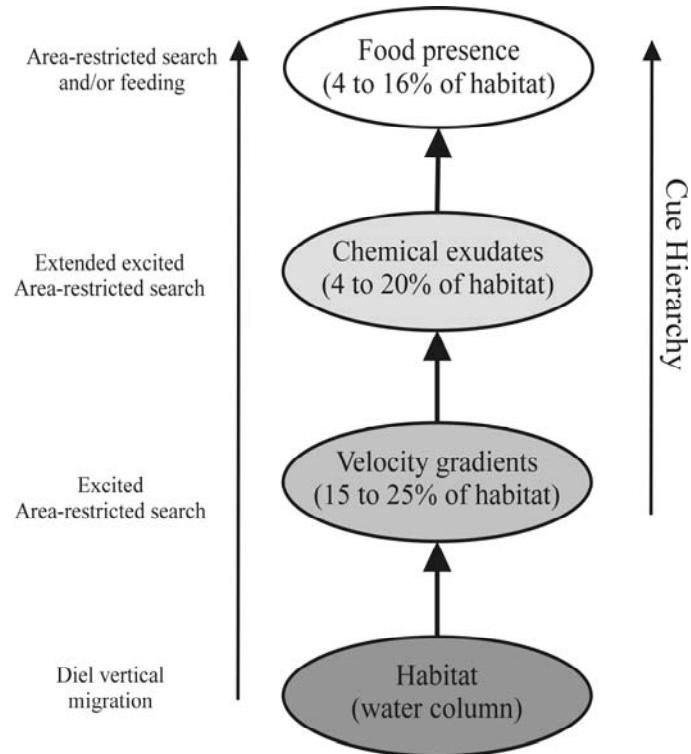 Area-restricted search
and/or feeding
Food presence
(4 to 16% of habitat)
Extended excited
Area-restricted search
Chemical exudates
(4 to 20% of habitat)
Excited
Area-restricted search
Velocity gradients
(15 to 25% of habitat)
Diel vertical
migration
Habitat
(water column)
Cue Hierarchy